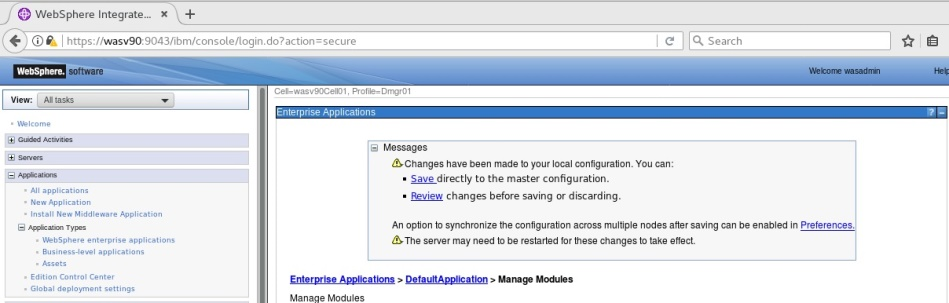 WebSphere Integrate...
https://wasv90:9043/ibm/console/login.do?action=secure
Search
WebSphere. software
Welcome wasadmin
Help
View: All tasks
Cell=wasv90Cell01, Profile=Dmgr01
Welcome
Guided Activities
Servers
Applications
All applications
New Application
Install New Middleware Application
Application Types
WebSphere enterprise applications
Business-level applications
Assets
Edition Control Center
Global deployment settings
Enterprise Applications
?
Messages
Changes have been made to your local configuration. You can:
Save directly to the master configuration.
Review changes before saving or discarding.
An option to synchronize the configuration across multiple nodes after saving can be enabled in Preferences.
The server may need to be restarted for these changes to take effect.
Enterprise Applications > DefaultApplication > Manage Modules
Manage Modules